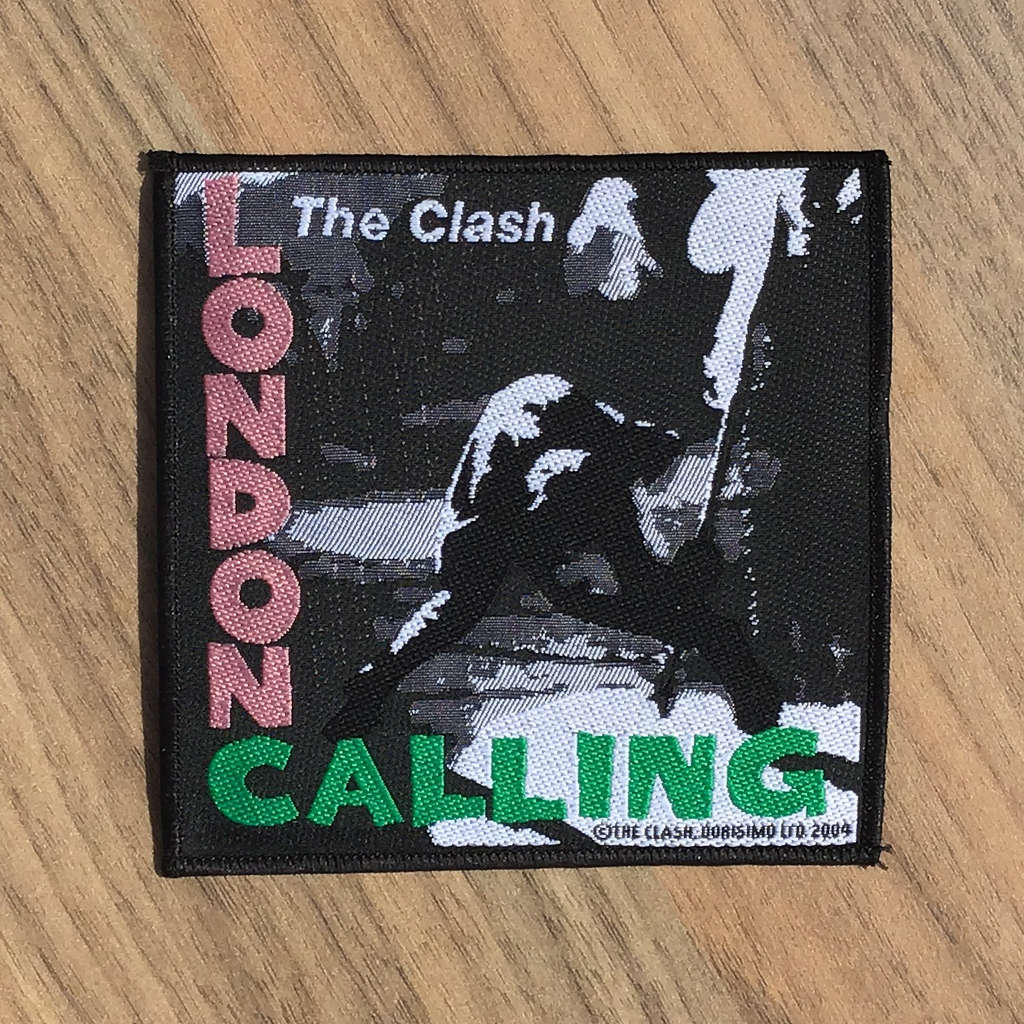 The Clash
LONDON
CALLING
©THE CLASH, DORISIMO LTD. 2004